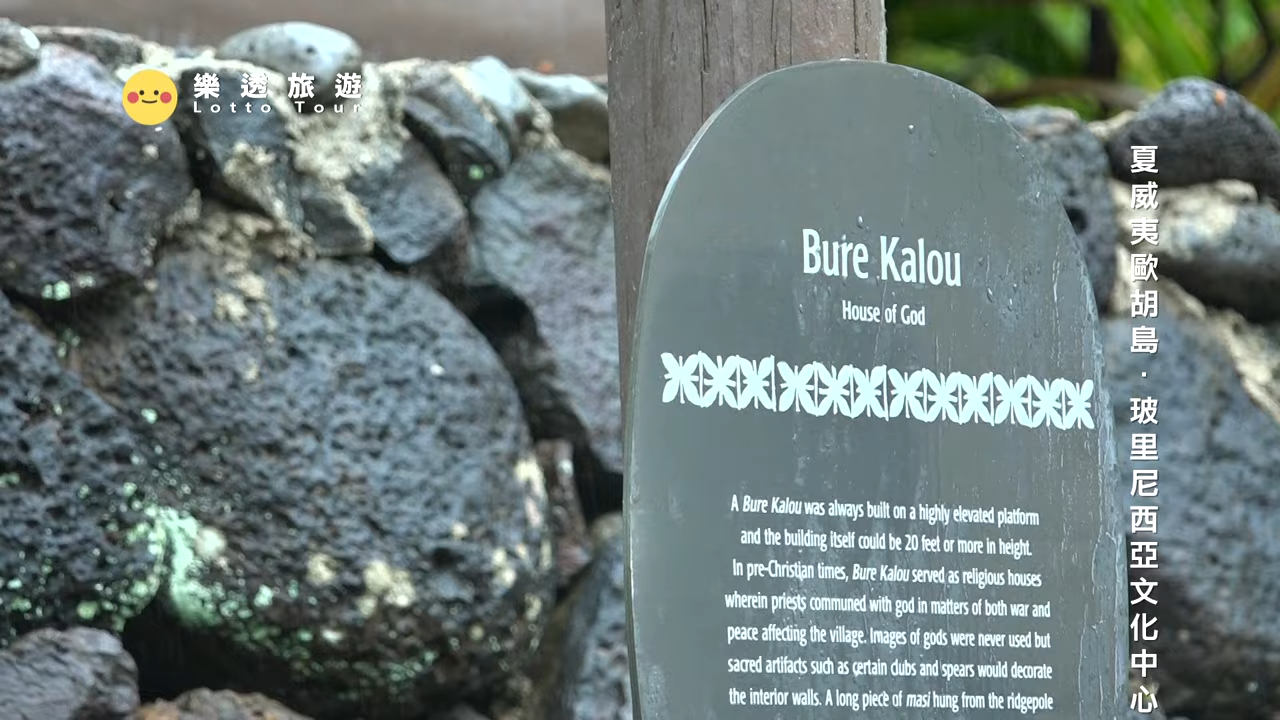 樂透旅遊
Lotto Tour
Bure Kalou
House of God
A Bure Kalou was always built on a highly elevated platform
and the building itself could be 20 feet or more in height.
In pre-Christian times, Bure Kalou served as religious houses
wherein priests communed with god in matters of both war and
peace affecting the village. Images of gods were never used but
sacred artifacts such as certain clubs and spears would decorate
the interior walls. A long piece of masi hung from the ridgepole
夏威夷歐胡島．玻里尼西亞文化中心